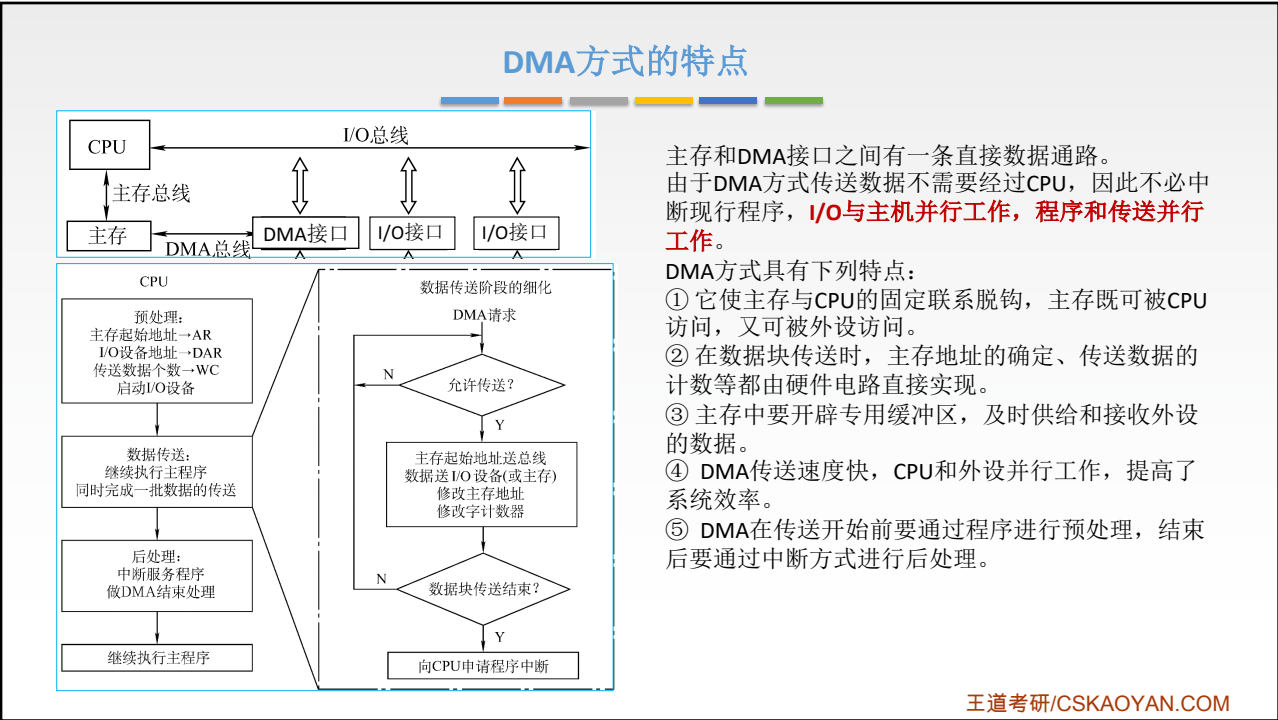 DMA方式的特点
CPU
I/O总线
主存总线
主存
DMA总线
DMA接口
I/O接口
I/O接口
CPU
预处理：
主存起始地址→AR
I/O设备地址→DAR
传送数据个数→WC
启动I/O设备
数据传送：
继续执行主程序
同时完成一批数据的传送
后处理：
中断服务程序
做DMA结束处理
继续执行主程序
数据传送阶段的细化
DMA请求
允许传送？
N
Y
主存起始地址送总线
数据送I/O设备(或主存)
修改主存地址
修改字计数器
数据块传送结束？
N
Y
向CPU申请程序中断
主存和DMA接口之间有一条直接数据通路。
由于DMA方式传送数据不需要经过CPU，因此不必中
断现行程序，I/O与主机并行工作，程序和传送并行
工作。
DMA方式具有下列特点：
① 它使主存与CPU的固定联系脱钩，主存既可被CPU
访问，又可被外设访问。
② 在数据块传送时，主存地址的确定、传送数据的
计数等都由硬件电路直接实现。
③ 主存中要开辟专用缓冲区，及时供给和接收外设
的数据。
④ DMA传送速度快，CPU和外设并行工作，提高了
系统效率。
⑤ DMA在传送开始前要通过程序进行预处理，结束
后要通过中断方式进行后处理。
王道考研/CSKAOYAN.COM